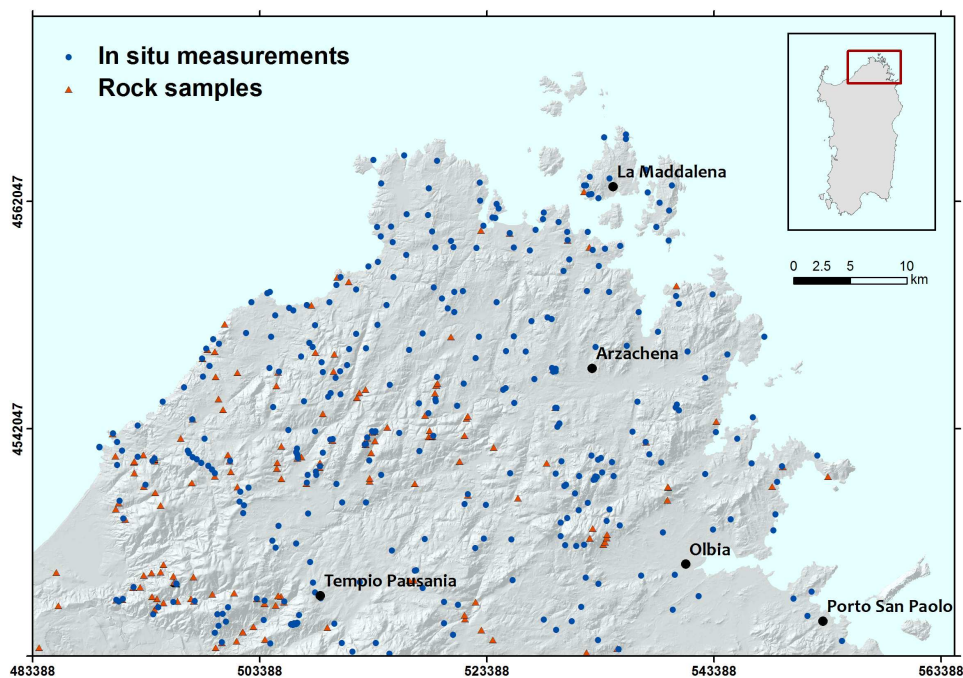 In situ measurements
Rock samples
La Maddalena
4562047
0 2.5 5 10
km
Arzachena
4542047
Olbia
Tempio Pausania
Porto San Paolo
483388 503388 523388 543388 563388